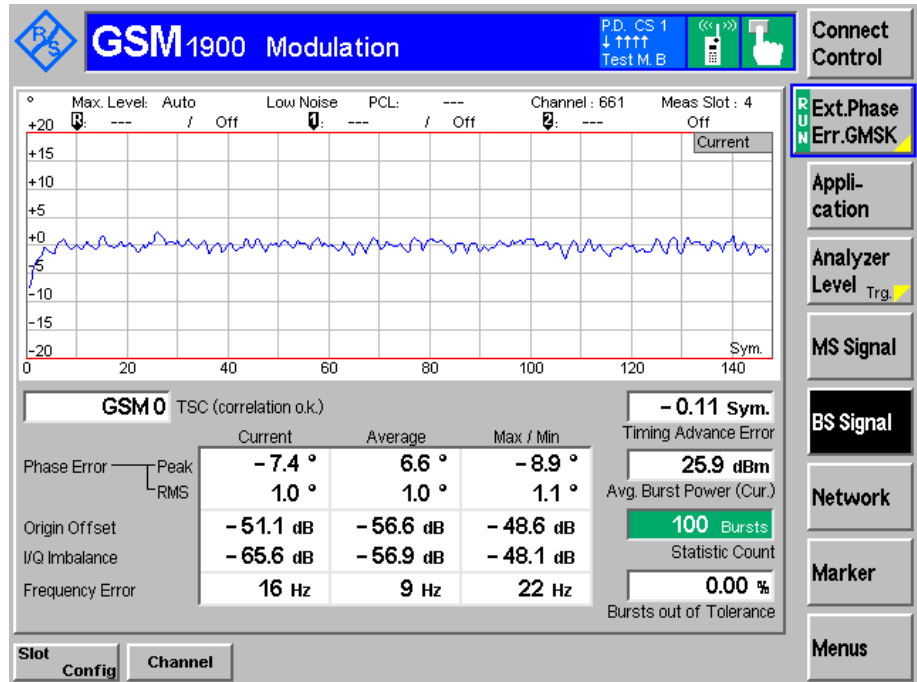 R&S GSM 1900 Modulation P.D. CS 1
↓↑↑↑↑
Test M. B
Connect
Control
° Max. Level: Auto Low Noise PCL: --- Channel : 661 Meas Slot : 4
R: --- / Off 1: --- / Off 2: --- Off
Current
+20
+15
+10
+5
+0
-5
-10
-15
-20
Sym.
0 20 40 60 80 100 120 140
RUN Ext.Phase
Err.GMSK
Appli-
cation
Analyzer
Level Trg.
MS Signal
BS Signal
Network
Marker
Menus
GSM 0 TSC (correlation o.k.)
Current Average Max / Min
Phase Error Peak -7.4 ° 6.6 ° -8.9 °
RMS 1.0 ° 1.0 ° 1.1 °
Origin Offset -51.1 dB -56.6 dB -48.6 dB
I/Q Imbalance -65.6 dB -56.9 dB -48.1 dB
Frequency Error 16 Hz 9 Hz 22 Hz
-0.11 Sym.
Timing Advance Error
25.9 dBm
Avg. Burst Power (Cur.)
100 Bursts
Statistic Count
0.00 %
Bursts out of Tolerance
Slot
Config
Channel